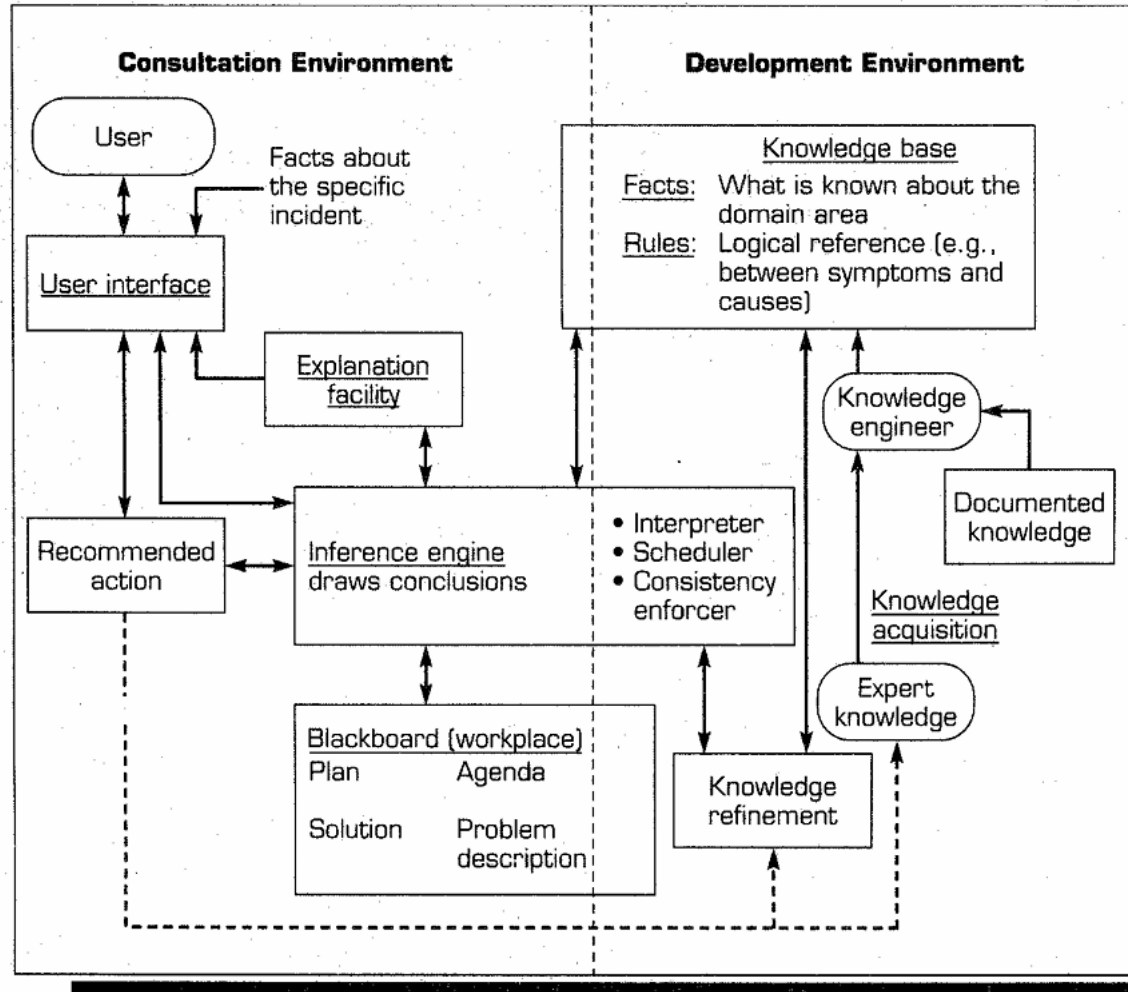 Consultation Environment
Development Environment
User
Facts about
the specific
incident
User interface
Explanation
facility
Knowledge base
Facts: What is known about the
domain area
Rules: Logical reference (e.g.,
between symptoms and
causes)
Knowledge
engineer
Documented
knowledge
Recommended
action
Inference engine
draws conclusions
• Interpreter
• Scheduler
• Consistency
enforcer
Knowledge
acquisition
Expert
knowledge
Blackboard (workplace)
Plan Agenda
Solution Problem
description
Knowledge
refinement